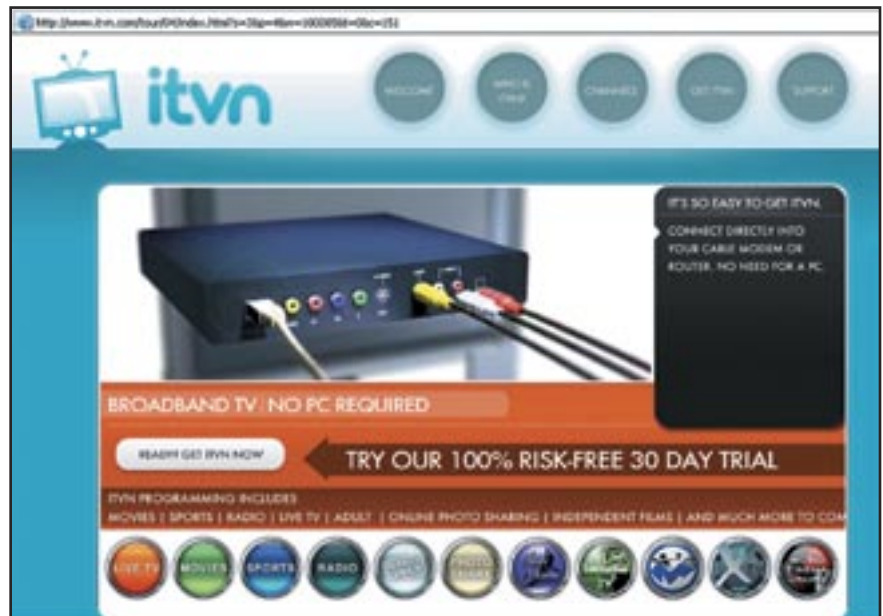 itvn
WELCOME
WHO IS ITVN?
CHANNELS
GET ITVN
SUPPORT
IT'S SO EASY TO GET ITVN.
CONNECT DIRECTLY INTO
YOUR CABLE MODEM OR
ROUTER. NO NEED FOR A PC.
BROADBAND TV | NO PC REQUIRED
READY? GET ITVN NOW
TRY OUR 100% RISK-FREE 30 DAY TRIAL
ITVN PROGRAMMING INCLUDES
MOVIES | SPORTS | RADIO | LIVE TV | ADULT | ONLINE PHOTO SHARING | INDEPENDENT FILMS | AND MUCH MORE TO COM
LIVE TV
MOVIES
SPORTS
RADIO